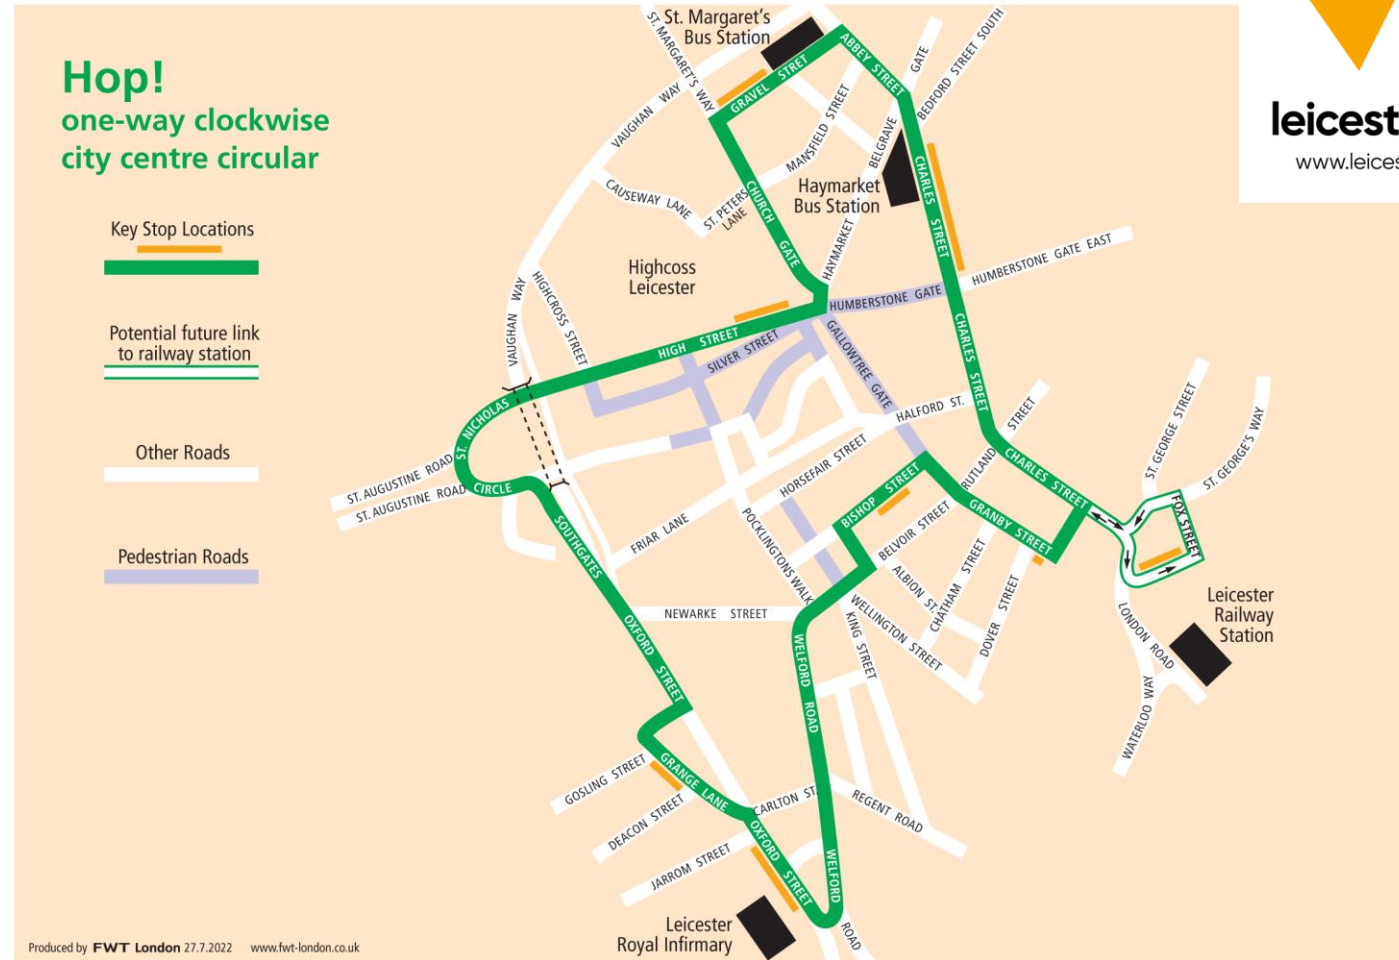 Hop!
one-way clockwise
city centre circular
Key Stop Locations
Potential future link
to railway station
Other Roads
Pedestrian Roads
St. Margaret's
Bus Station
ST. MARGARET'S WAY
VAUGHAN WAY
GRAVEL STRET
ABBEY STREET
BELGRAVE GATE
BEDFORD STREET SOUTH
MANSFIELD STREET
CAUSEWAY LANE
ST. PETERS
LANE
CHURCH GATE
Haymarket
Bus Station
CHARLES STREET
HAYMARKET
HUMBERSTONE GATE EAST
HUMBERSTONE GATE
Highcoss
Leicester
HIGHCROSS STREET
VAUGHAN WAY
HIGH STREET
SILVER STREET
GALLOWTREE GATE
CHARLES STREET
HALFORD ST.
ST. NICHOLAS
CIRCLE
ST. AUGUSTINE ROAD
ST. AUGUSTINE ROAD
SOUTHGATES
FRIAR LANE
HORSEFAIR STREET
POCKLINGTONS WALK
BISHOP STREET
BELVOIR STREET
RUTLAND STREET
GRANBY STREET
CHARLES STREET
ST. GEORGE STREET
ST. GEORGE'S WAY
FOX STREET
ALBION ST.
CHATHAM STREET
DOVER STREET
WELLINGTON STREET
KING STREET
NEWARKE STREET
OXFORD STREET
WELFORD ROAD
LONDON ROAD
WATERLOO WAY
Leicester
Railway
Station
GOSLING STREET
GRANGE LANE
DEACON STREET
CARLTON ST.
REGENT ROAD
JARROM STREET
OXFORD STREET
WELFORD
ROAD
Leicester
Royal Infirmary
Produced by FWT London 27.7.2022 www.fwt-london.co.uk
leicest
www.leices